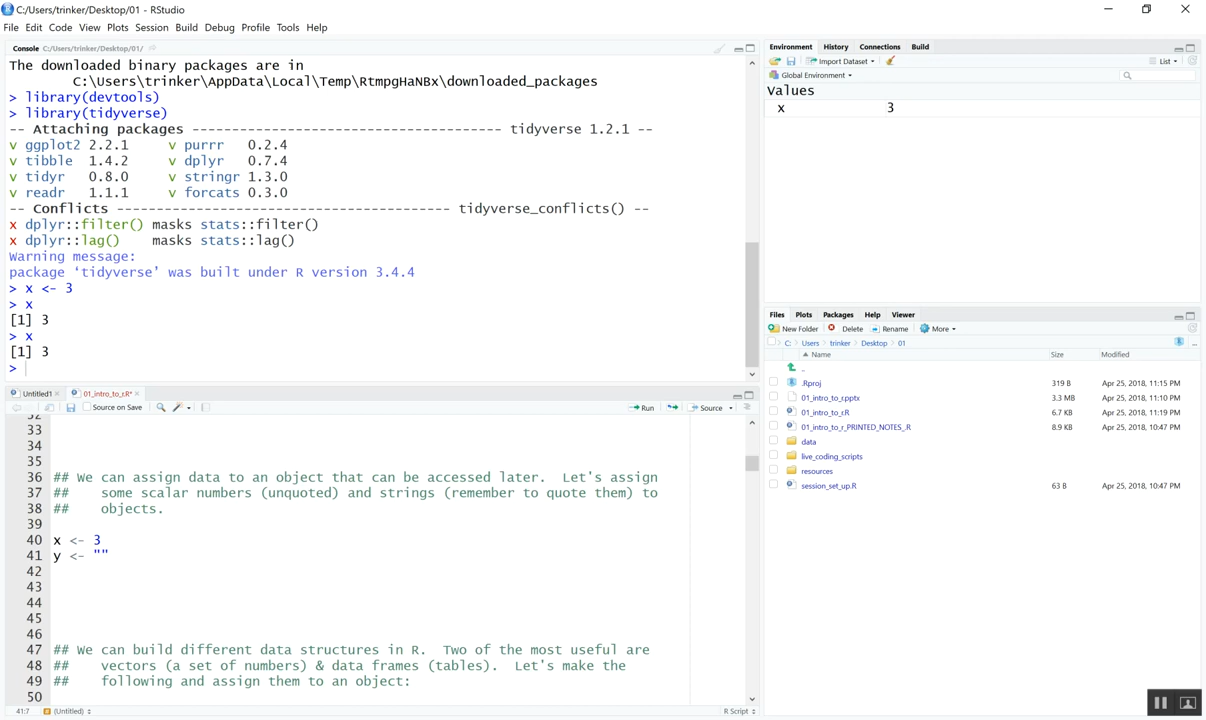 C:/Users/trinker/Desktop/01 - RStudio
File Edit Code View Plots Session Build Debug Profile Tools Help
Console C:/Users/trinker/Desktop/01/
The downloaded binary packages are in
        C:\Users\trinker\AppData\Local\Temp\RtmpgHaNBx\downloaded_packages
> library(devtools)
> library(tidyverse)
-- Attaching packages --------------------------------------- tidyverse 1.2.1 --
v ggplot2 2.2.1     v purrr   0.2.4
v tibble  1.4.2     v dplyr   0.7.4
v tidyr   0.8.0     v stringr 1.3.0
v readr   1.1.1     v forcats 0.3.0
-- Conflicts ------------------------------------------ tidyverse_conflicts() --
x dplyr::filter() masks stats::filter()
x dplyr::lag()    masks stats::lag()
Warning message:
package ‘tidyverse’ was built under R version 3.4.4
> x <- 3
> x
[1] 3
> x
[1] 3
>
Untitled1 × 01_intro_to_r.R* ×
Source on Save Run Source
32
33
34
35
36 ## We can assign data to an object that can be accessed later.  Let's assign
37 ##    some scalar numbers (unquoted) and strings (remember to quote them) to
38 ##    objects.
39
40 x <- 3
41 y <- ""
42
43
44
45
46
47 ## We can build different data structures in R.  Two of the most useful are
48 ##    vectors (a set of numbers) & data frames (tables).  Let's make the
49 ##    following and assign them to an object:
50
41:7 (Untitled) R Script
Environment History Connections Build
Import Dataset List
Global Environment
Values
x 3
Files Plots Packages Help Viewer
New Folder Delete Rename More
C: > Users > trinker > Desktop > 01 ...
Name Size Modified
..
.Rproj 319 B Apr 25, 2018, 11:15 PM
01_intro_to_r.pptx 3.3 MB Apr 25, 2018, 11:10 PM
01_intro_to_r.R 6.7 KB Apr 25, 2018, 11:19 PM
01_intro_to_r_PRINTED_NOTES_.R 8.9 KB Apr 25, 2018, 10:47 PM
data
live_coding_scripts
resources
session_set_up.R 63 B Apr 25, 2018, 10:47 PM